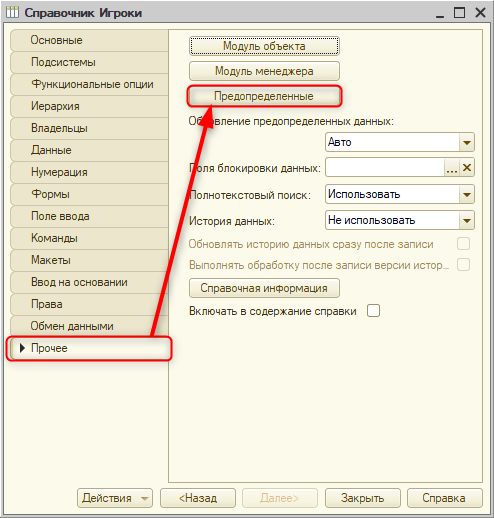 Справочник Игроки
Основные
Подсистемы
Функциональные опции
Иерархия
Владельцы
Данные
Нумерация
Формы
Поле ввода
Команды
Макеты
Ввод на основании
Права
Обмен данными
Прочее
Модуль объекта
Модуль менеджера
Предопределенные
Обновление предопределенных данных:
Авто
Поля блокировки данных:
...
Полнотекстовый поиск: Использовать
История данных: Не использовать
Обновлять историю данных сразу после записи
Выполнять обработку после записи версии истор...
Справочная информация
Включать в содержание справки
Действия <Назад Далее> Закрыть Справка